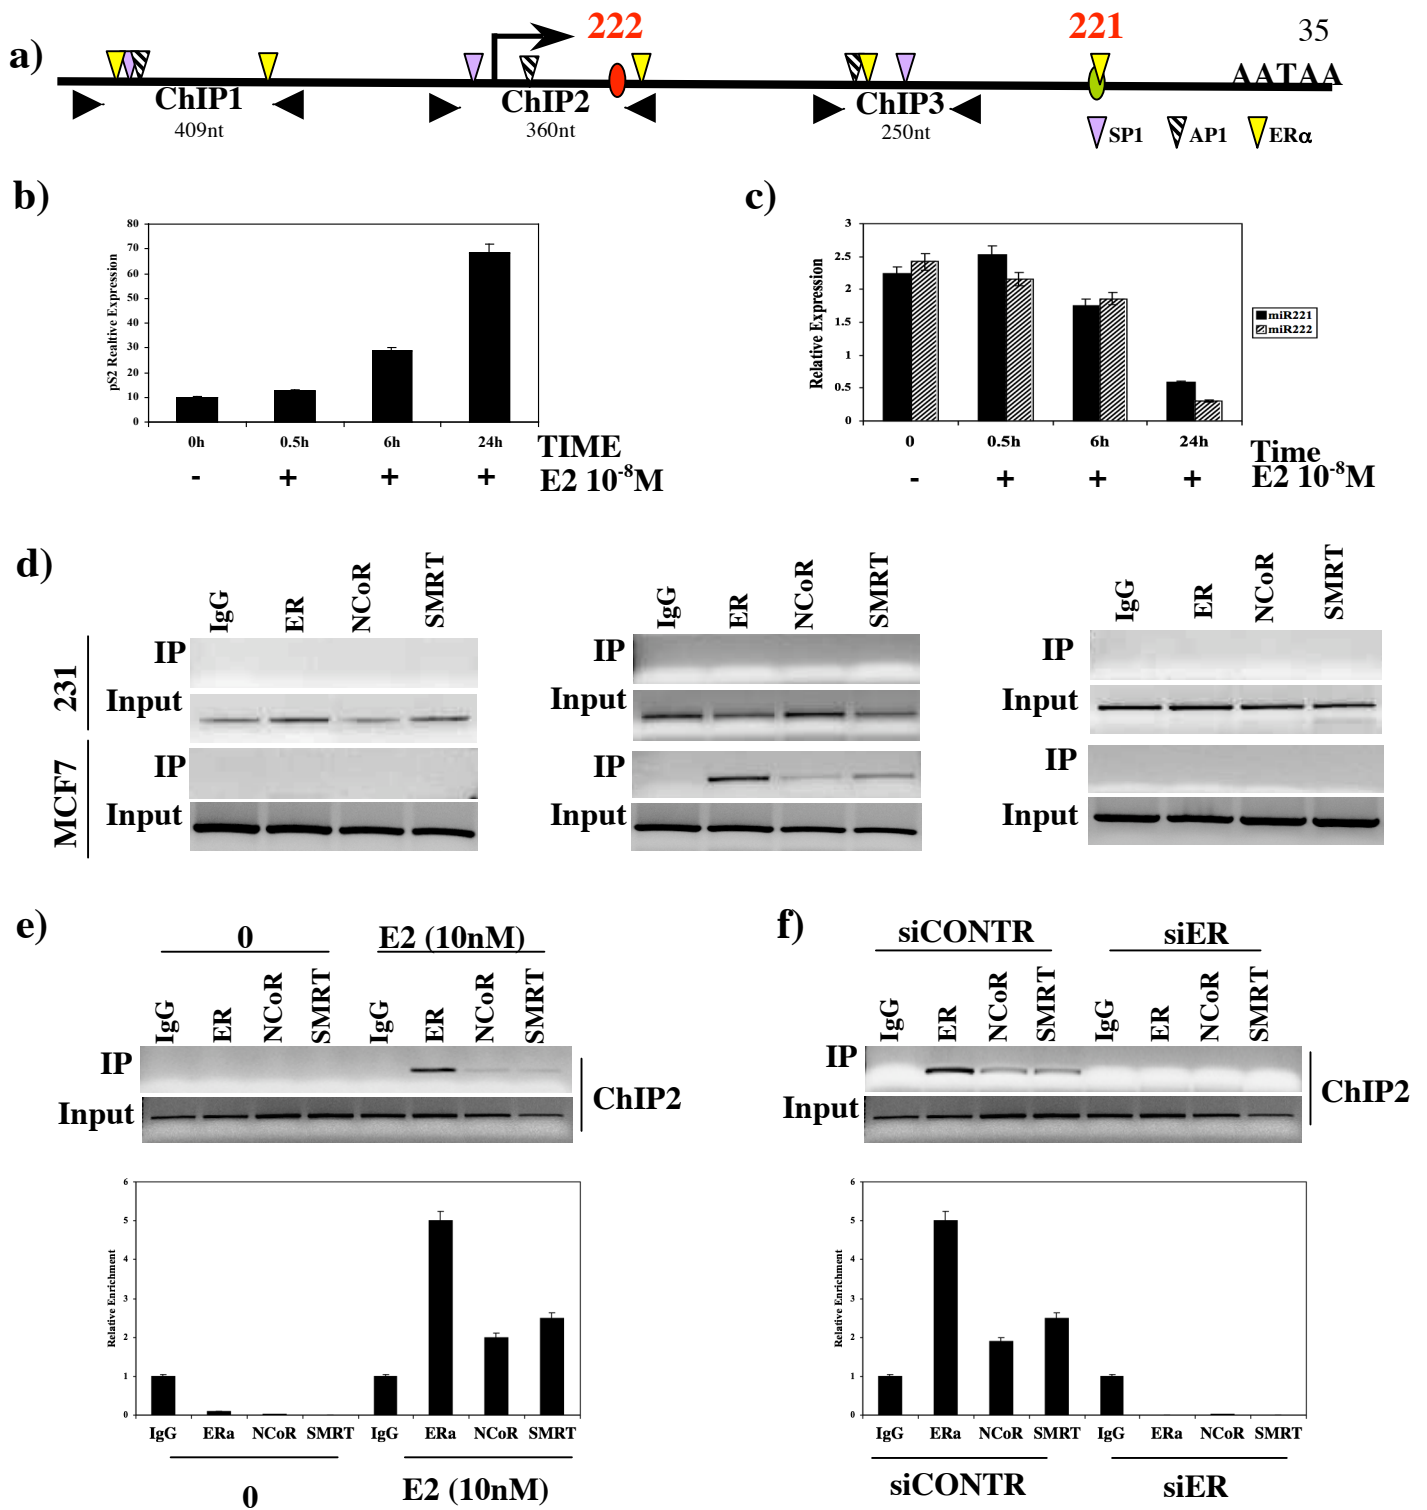 a)
222
221
35
AATAA
ChIP1
ChIP2
ChIP3
409nt
360nt
250nt
SP1
AP1
ERα
b)
pS2 Realtive Expression
80
70
60
50
40
30
20
10
0
0h
0.5h
6h
24h
TIME
-
+
+
+
E2 10-8M
c)
Relative Expression
3
2.5
2
1.5
1
0.5
0
0
0.5h
6h
24h
Time
-
+
+
+
E2 10-8M
miR221
miR222
d)
IgG
ER
NCoR
SMRT
IgG
ER
NCoR
SMRT
IgG
ER
NCoR
SMRT
231
IP
Input
IP
Input
IP
Input
MCF7
IP
Input
IP
Input
IP
Input
e)
0
E2 (10nM)
IgG
ER
NCoR
SMRT
IgG
ER
NCoR
SMRT
IP
Input
ChIP2
Relative Enrichment
6
5
4
3
2
1
0
IgG
ERa
NCoR
SMRT
IgG
ERa
NCoR
SMRT
0
E2 (10nM)
f)
siCONTR
siER
IgG
ER
NCoR
SMRT
IgG
ER
NCoR
SMRT
IP
Input
ChIP2
Relative Enrichment
6
5
4
3
2
1
0
IgG
ERa
NCoR
SMRT
IgG
ERa
NCoR
SMRT
siCONTR
siER